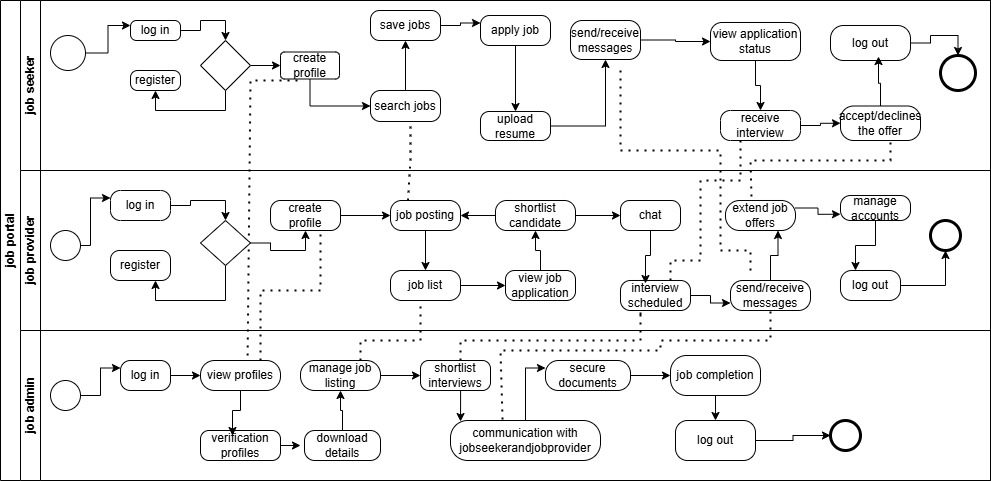 job portal
job seeker
log in
register
create
profile
save jobs
search jobs
apply job
upload
resume
send/receive
messages
view application
status
receive
interview
log out
accept/declines
the offer
job provider
log in
register
create
profile
job posting
job list
shortlist
candidate
view job
application
chat
interview
scheduled
extend job
offers
send/receive
messages
manage
accounts
log out
job admin
log in
view profiles
verification
profiles
manage job
listing
download
details
shortlist
interviews
communication with
jobseekerandjobprovider
secure
documents
job completion
log out